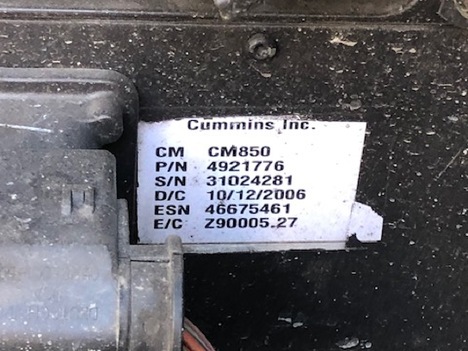 Cummins Inc.
CM CM850
P/N 4921776
S/N 31024281
D/C 10/12/2006
ESN 46675461
E/C Z90005.27